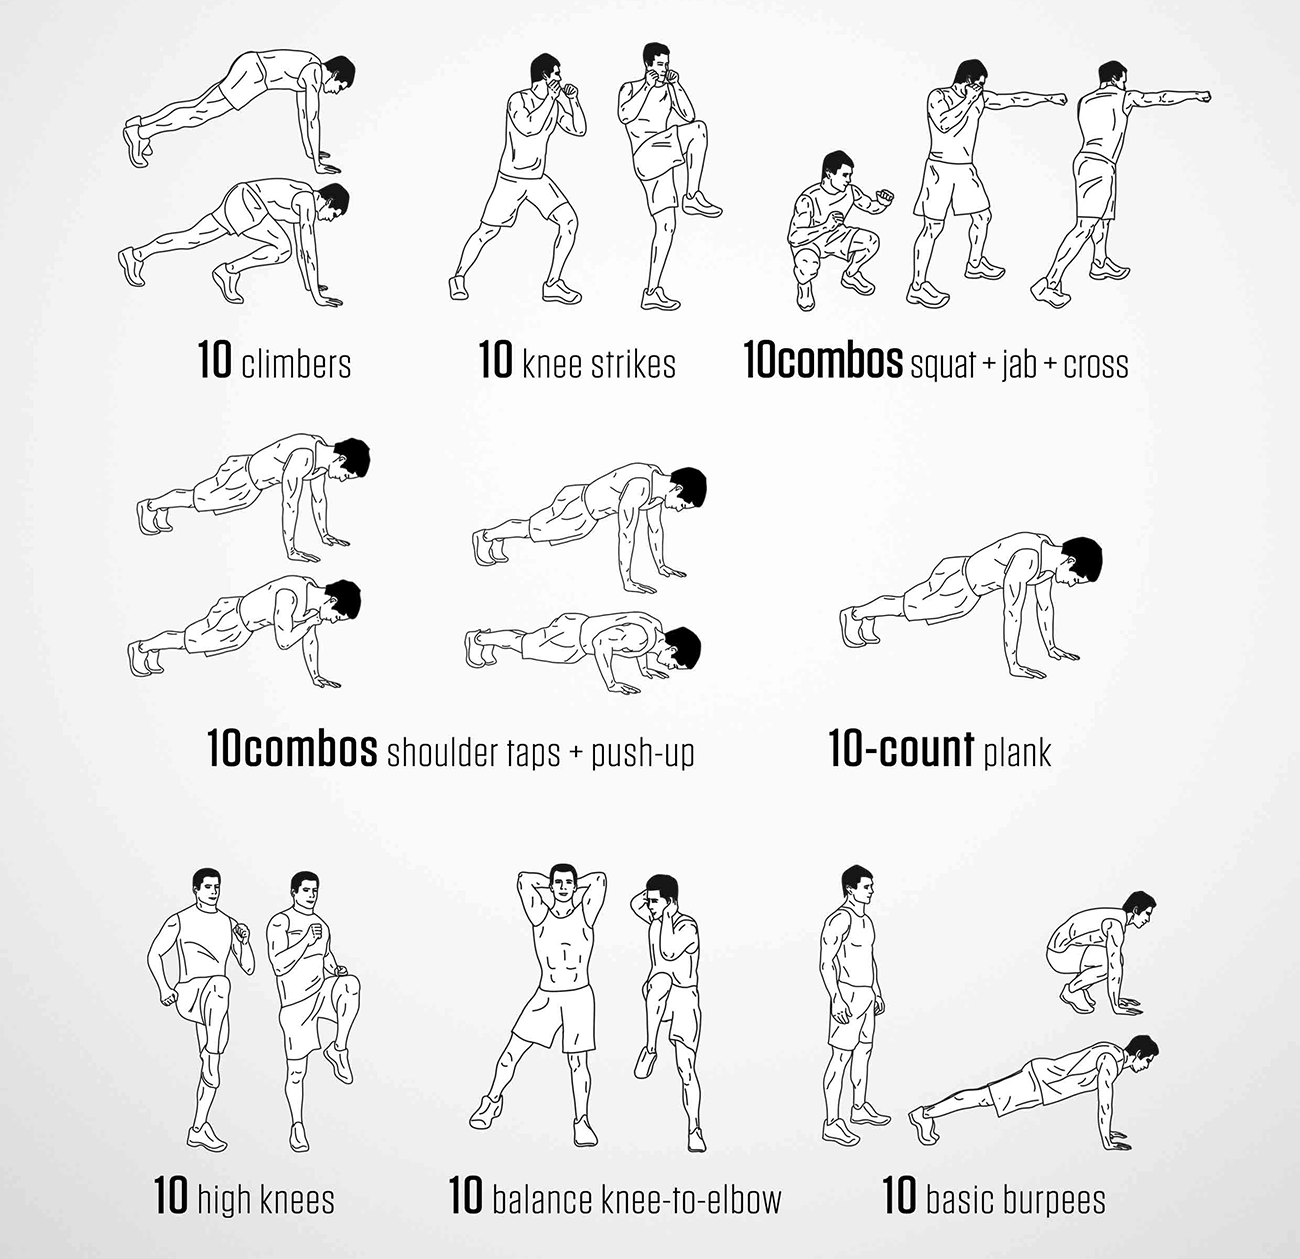 10 climbers
10 knee strikes
10combos squat + jab + cross
10combos shoulder taps + push-up
10-count plank
10 high knees
10 balance knee-to-elbow
10 basic burpees